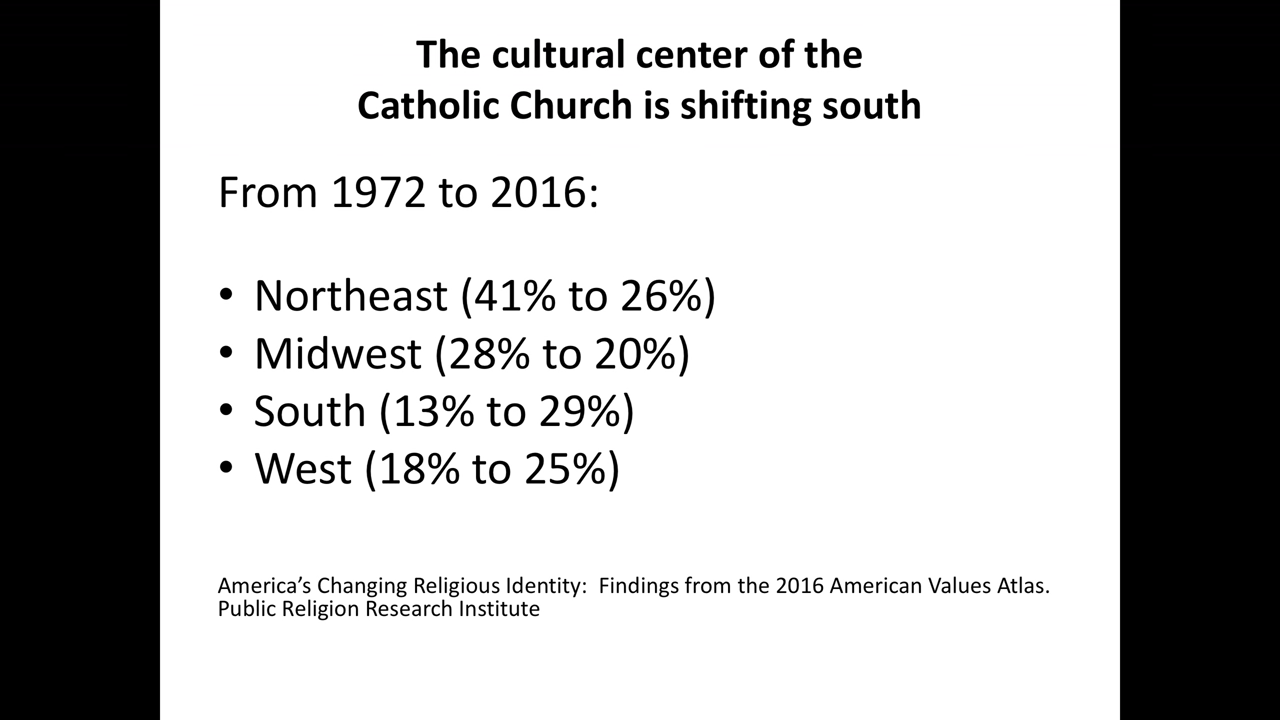 The cultural center of the
Catholic Church is shifting south
From 1972 to 2016:
• Northeast (41% to 26%)
• Midwest (28% to 20%)
• South (13% to 29%)
• West (18% to 25%)
America’s Changing Religious Identity:  Findings from the 2016 American Values Atlas.
Public Religion Research Institute